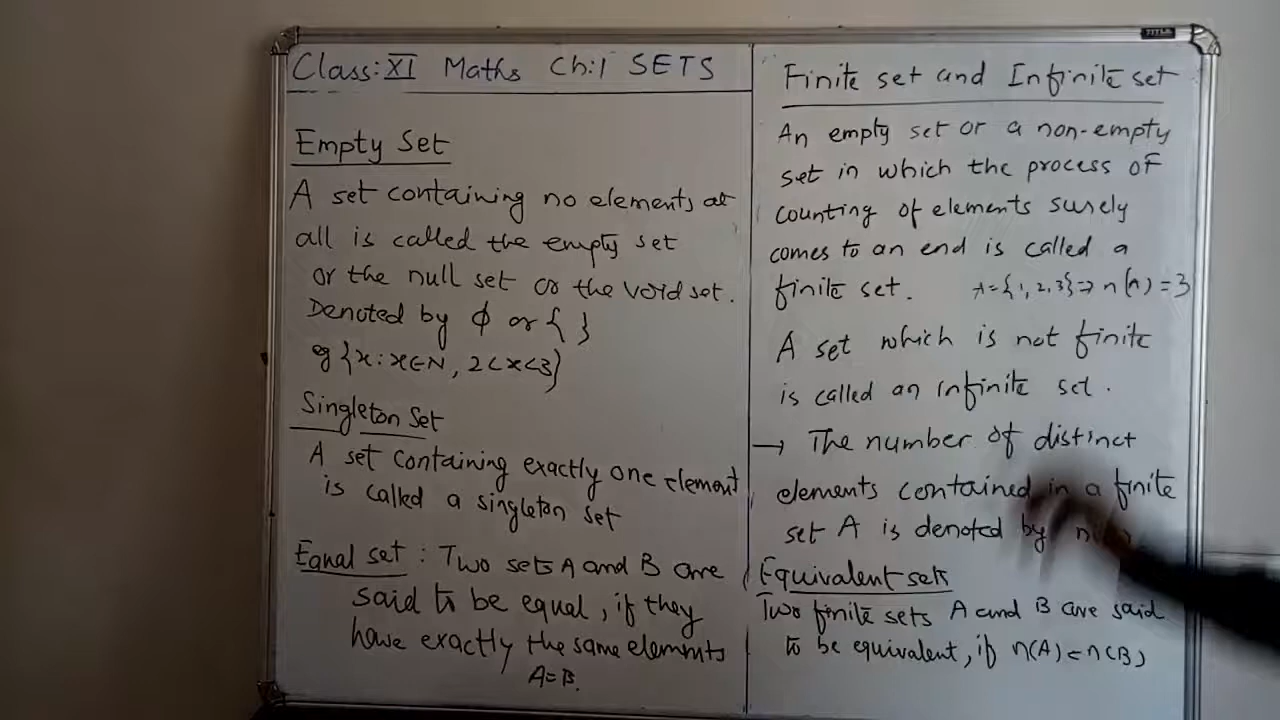 TITLE
Class: XI Maths Ch:1 SETS
Empty Set
A set containing no elements at
all is called the empty set
or the null set or the void set.
Denoted by ϕ or { }
eg {x : x∈N, 2<x<3}
Singleton Set
A set containing exactly one element
is called a singleton set
Equal set : Two sets A and B are
said to be equal, if they
have exactly the same elements
A=B.
Finite set and Infinite set
An empty set or a non-empty
set in which the process of
counting of elements surely
comes to an end is called a
finite set. A={1,2,3}⇒ n(A)=3
A set which is not finite
is called an infinite set.
→ The number of distinct
elements contained in a finite
set A is denoted by
Equivalent sets
Two finite sets A and B are said
to be equivalent, if n(A)=n(B)